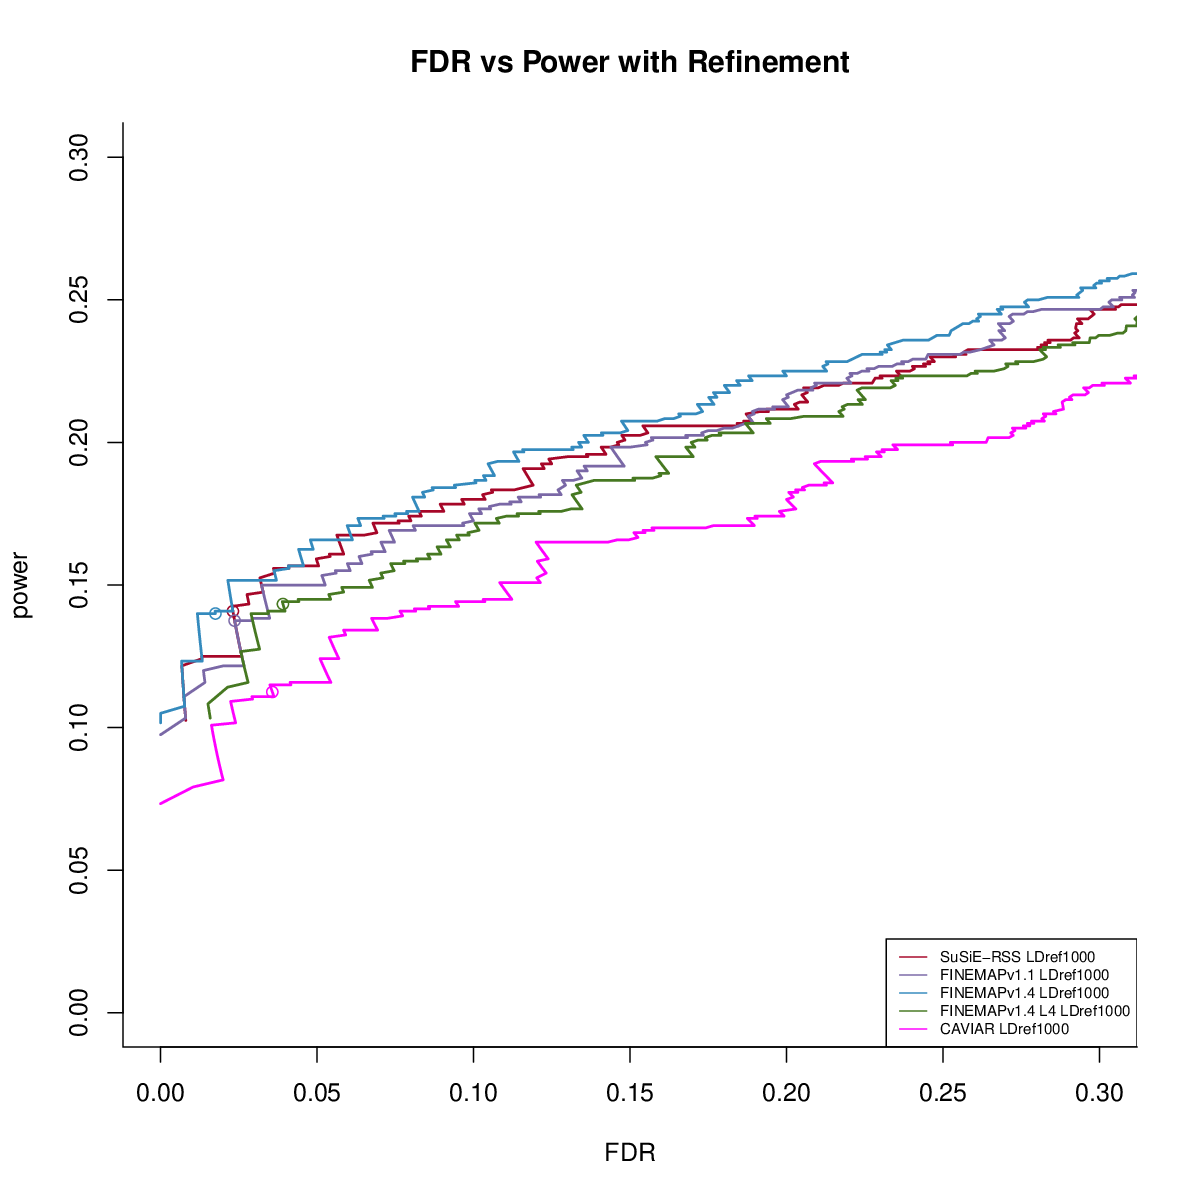 FDR vs Power with Refinement
power
0.30
0.25
0.20
0.15
0.10
0.05
0.00
SuSiE−RSS LDref1000
FINEMAPv1.1 LDref1000
FINEMAPv1.4 LDref1000
FINEMAPv1.4 L4 LDref1000
CAVIAR LDref1000
0.00 0.05 0.10 0.15 0.20 0.25 0.30
FDR